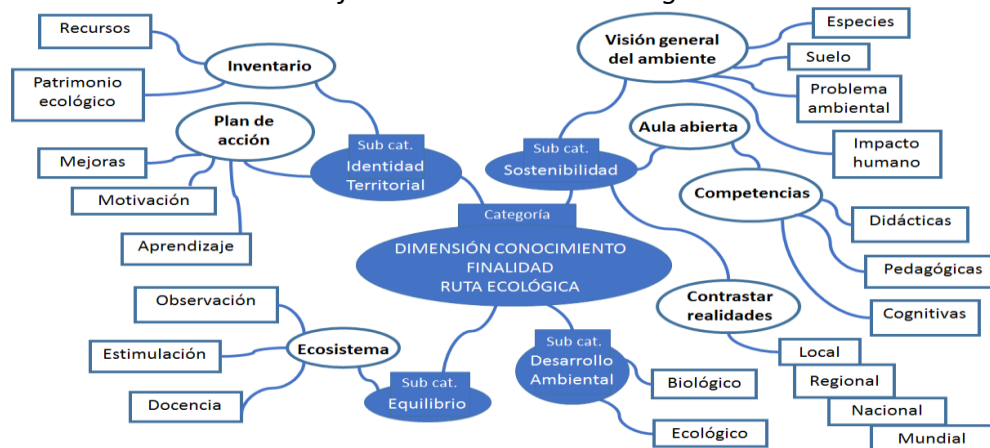 Recursos
Patrimonio
ecológico
Inventario
Plan de
acción
Mejoras
Motivación
Aprendizaje
Sub cat.
Identidad
Territorial
Visión general
del ambiente
Especies
Suelo
Problema
ambiental
Impacto
humano
Sub cat.
Sostenibilidad
Aula abierta
Competencias
Didácticas
Pedagógicas
Cognitivas
Contrastar
realidades
Local
Regional
Nacional
Mundial
Categoría
DIMENSIÓN CONOCIMIENTO
FINALIDAD
RUTA ECOLÓGICA
Observación
Estimulación
Docencia
Ecosistema
Sub cat.
Equilibrio
Sub cat.
Desarrollo
Ambiental
Biológico
Ecológico